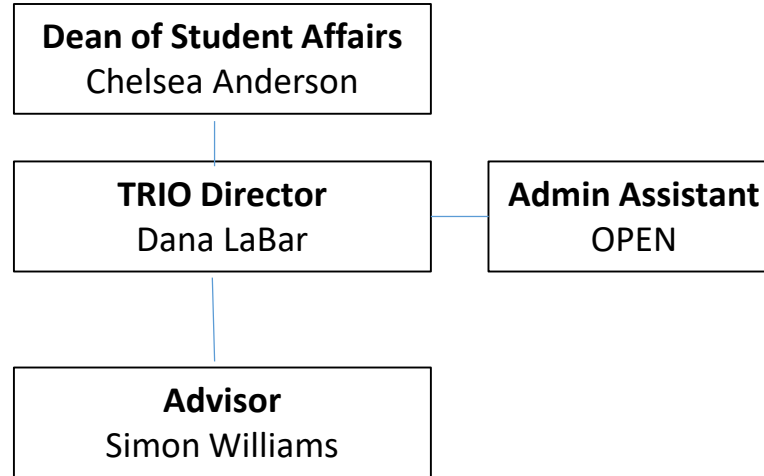 Dean of Student Affairs
Chelsea Anderson
TRIO Director
Dana LaBar
Admin Assistant
OPEN
Advisor
Simon Williams